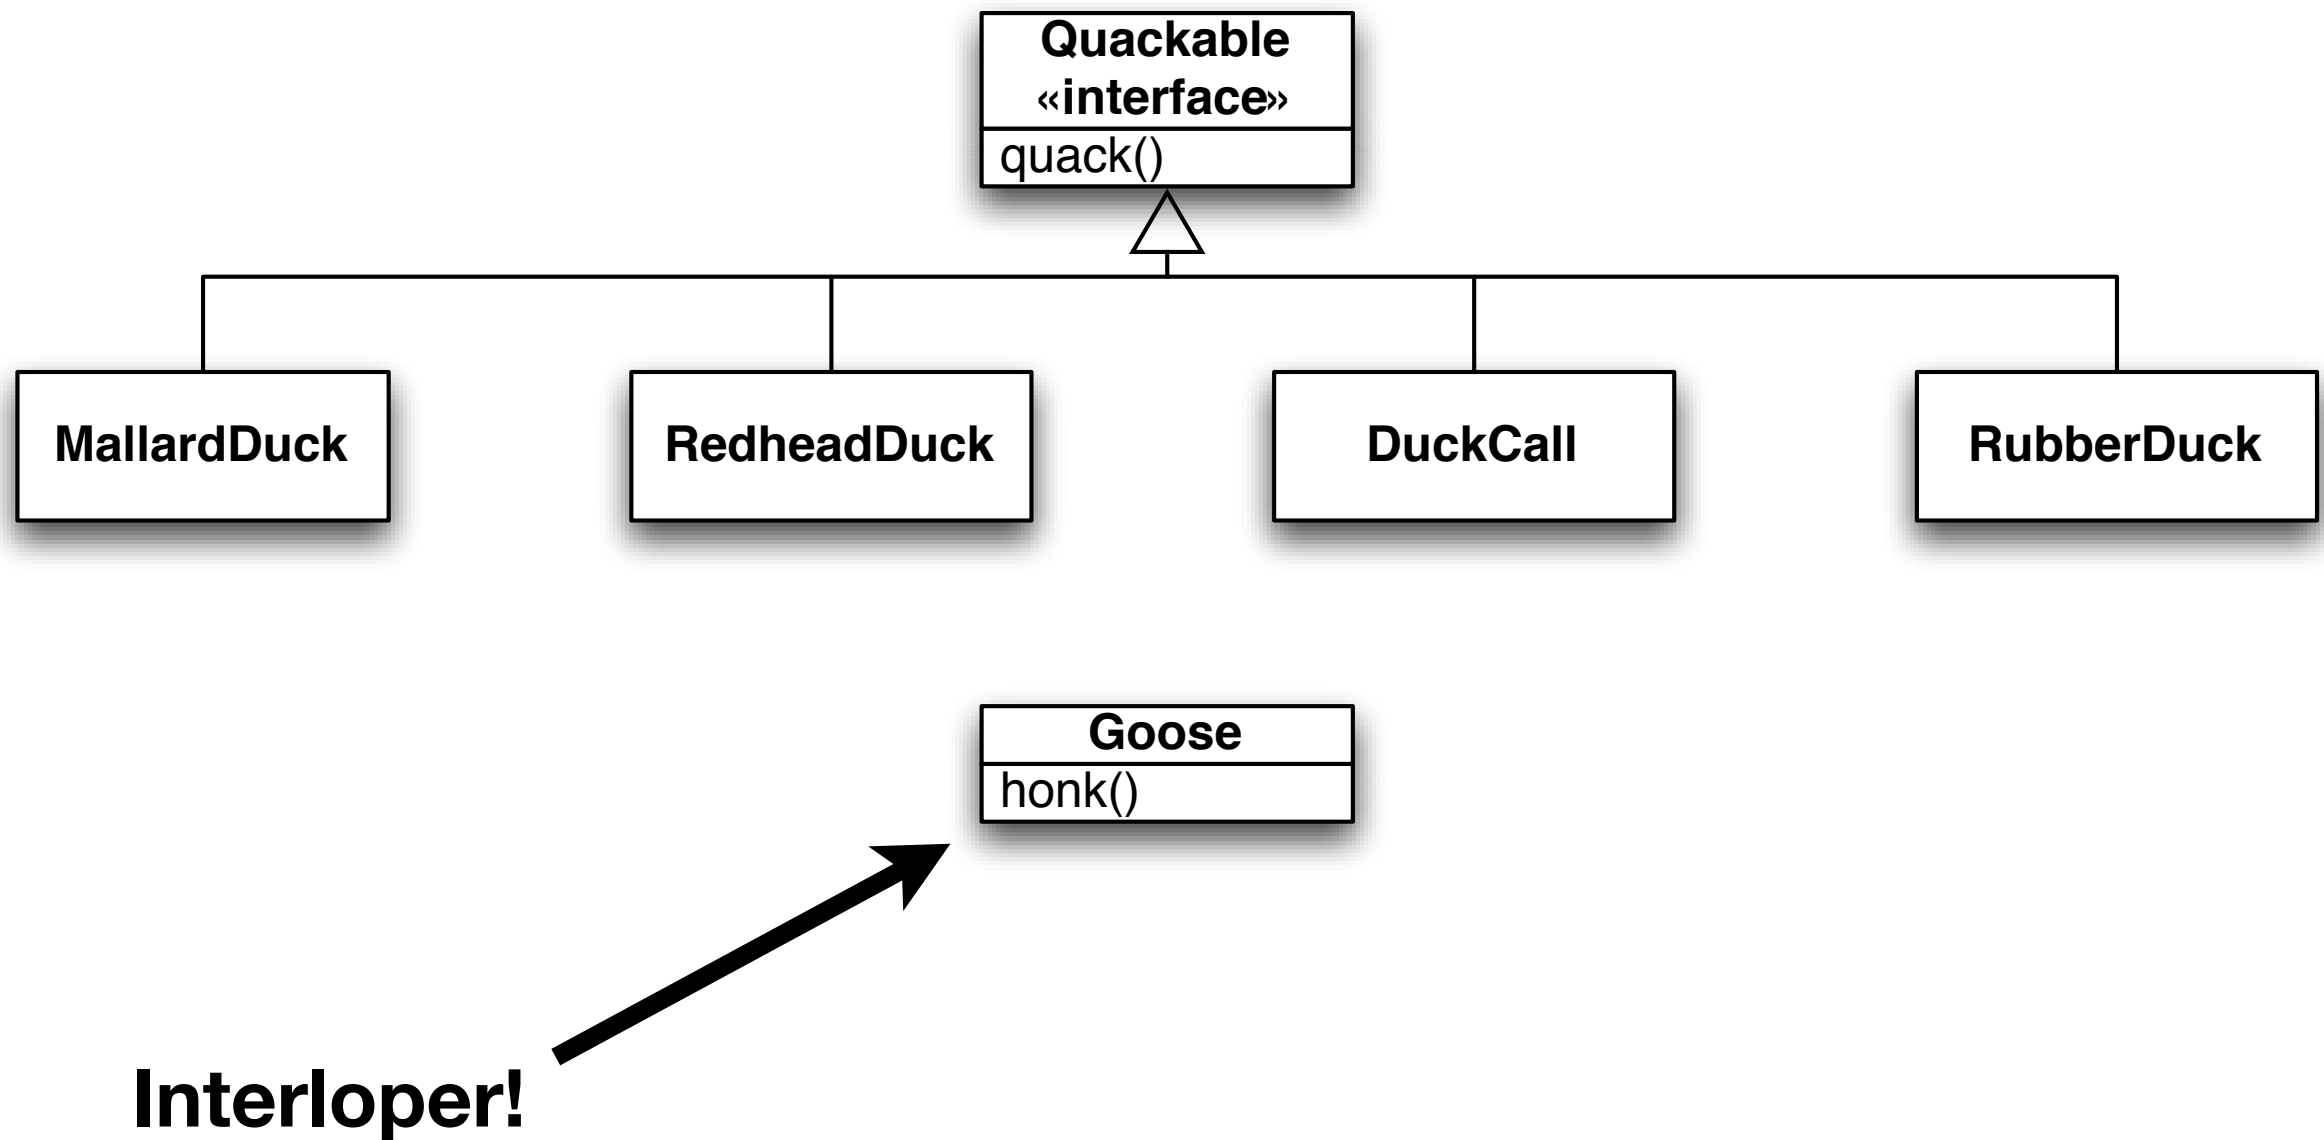 Quackable
«interface»
quack()
MallardDuck
RedheadDuck
DuckCall
RubberDuck
Goose
honk()
Interloper!